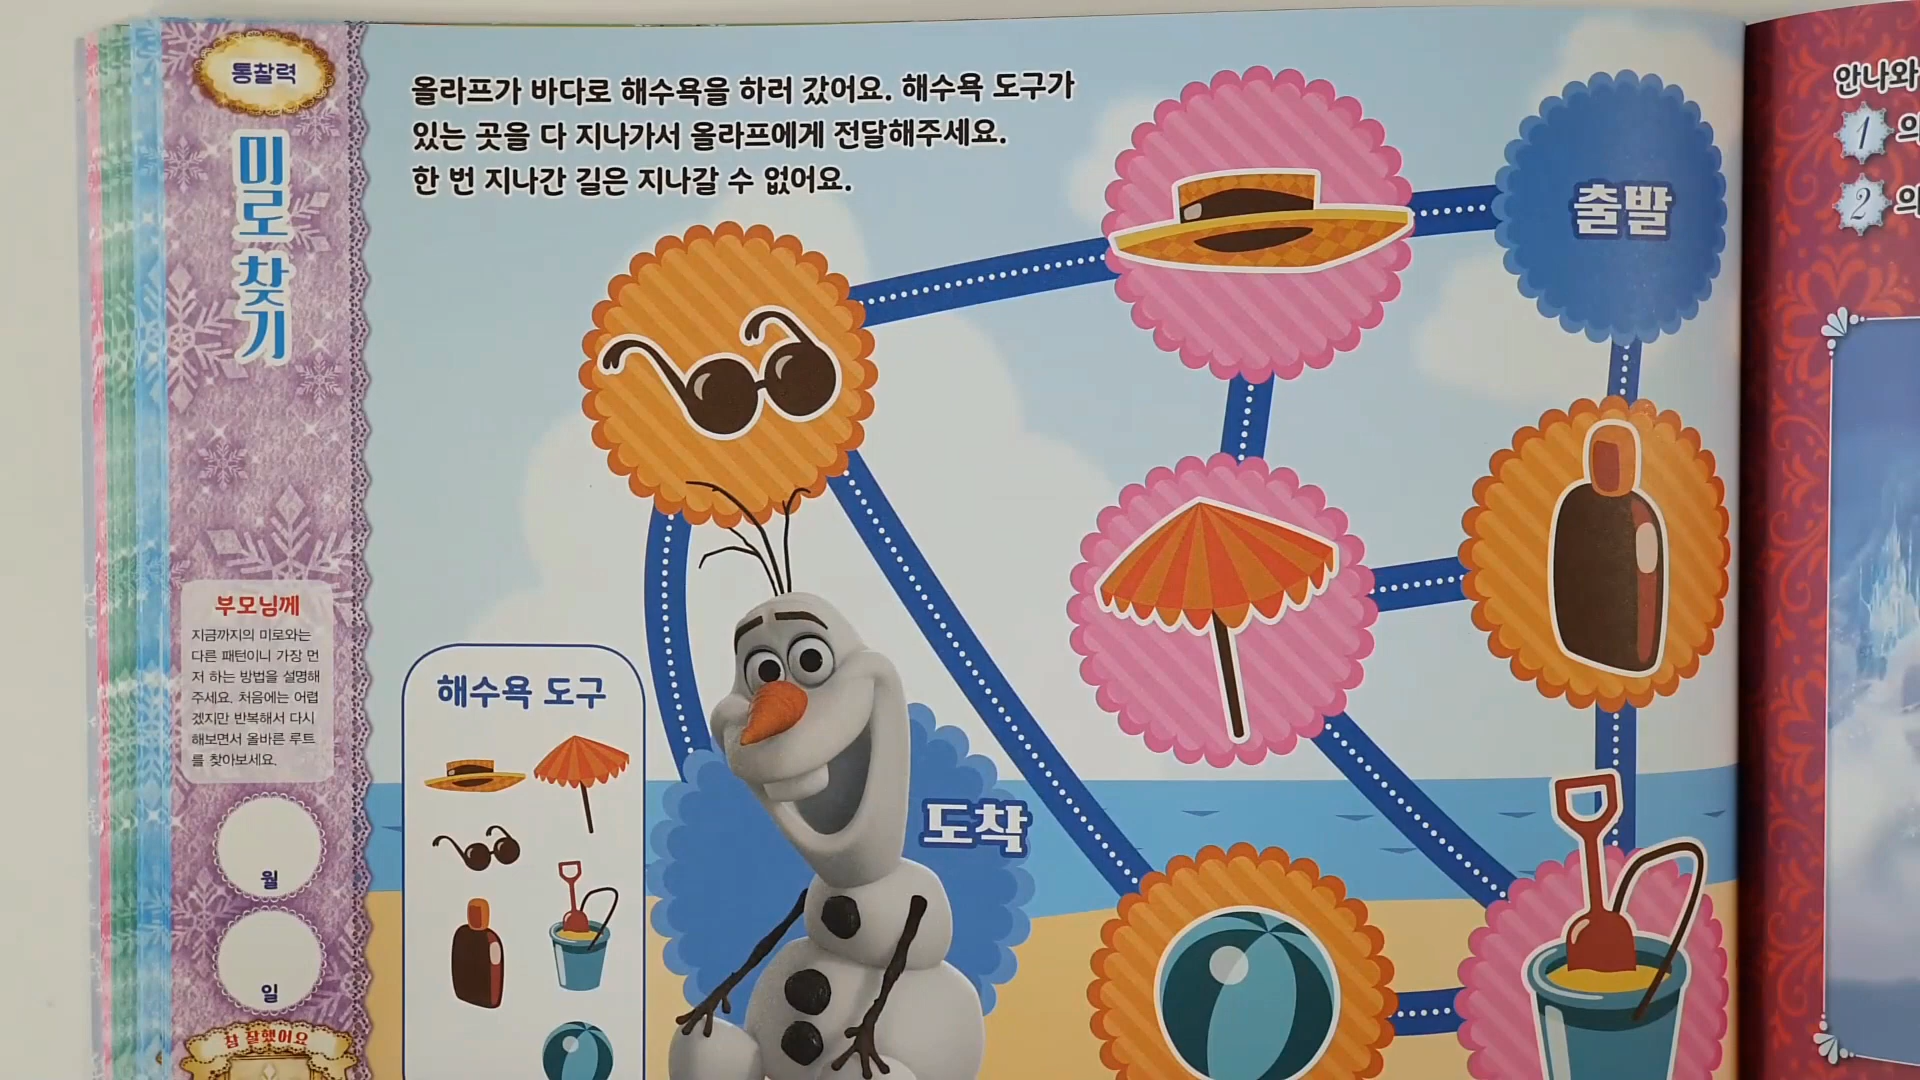 통찰력
미로찾기
올라프가 바다로 해수욕을 하러 갔어요. 해수욕 도구가
있는 곳을 다 지나가서 올라프에게 전달해주세요.
한 번 지나간 길은 지나갈 수 없어요.
출발
도착
해수욕 도구
부모님께
지금까지의 미로와는
다른 패턴이니 가장 먼
저 하는 방법을 설명해
주세요. 처음에는 어렵
겠지만 반복해서 다시
해보면서 올바른 루트
를 찾아보세요.
월
일
참 잘했어요
안나와
1 의
2 의